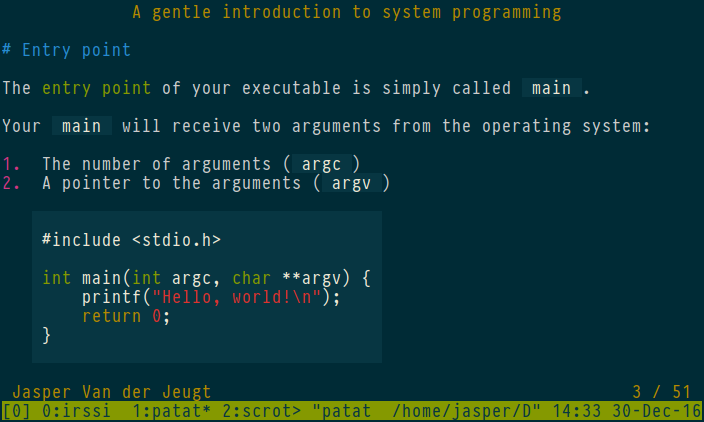 A gentle introduction to system programming
# Entry point
The entry point of your executable is simply called main .
Your main will receive two arguments from the operating system:
1. The number of arguments ( argc )
2. A pointer to the arguments ( argv )
#include <stdio.h>
int main(int argc, char **argv) {
    printf("Hello, world!\n");
    return 0;
}
Jasper Van der Jeugt 3 / 51
[0] 0:irssi  1:patat* 2:scrot> "patat  /home/jasper/D" 14:33 30-Dec-16